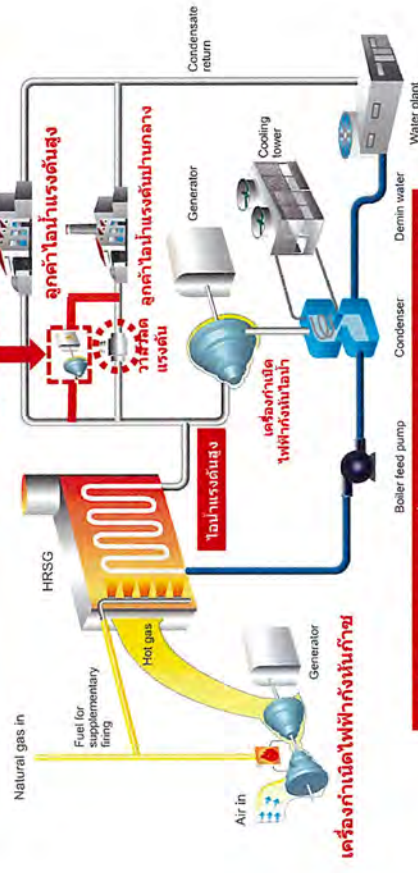 Natural gas in
Fuel for
supplementary
firing
Air in
Hot gas
Generator
เครื่องกำเนิดไฟฟ้ากังหันก๊าซ
HRSG
ไอน้ำแรงดันสูง
Boiler feed pump
วาล์วลด
แรงดัน
ลูกค้าไอน้ำแรงดันสูง
ลูกค้าไอน้ำแรงดันปานกลาง
Generator
เครื่องกำเนิด
ไฟฟ้ากังหันไอน้ำ
Cooling
tower
Condenser
Demin water
Condensate
return
Water plant